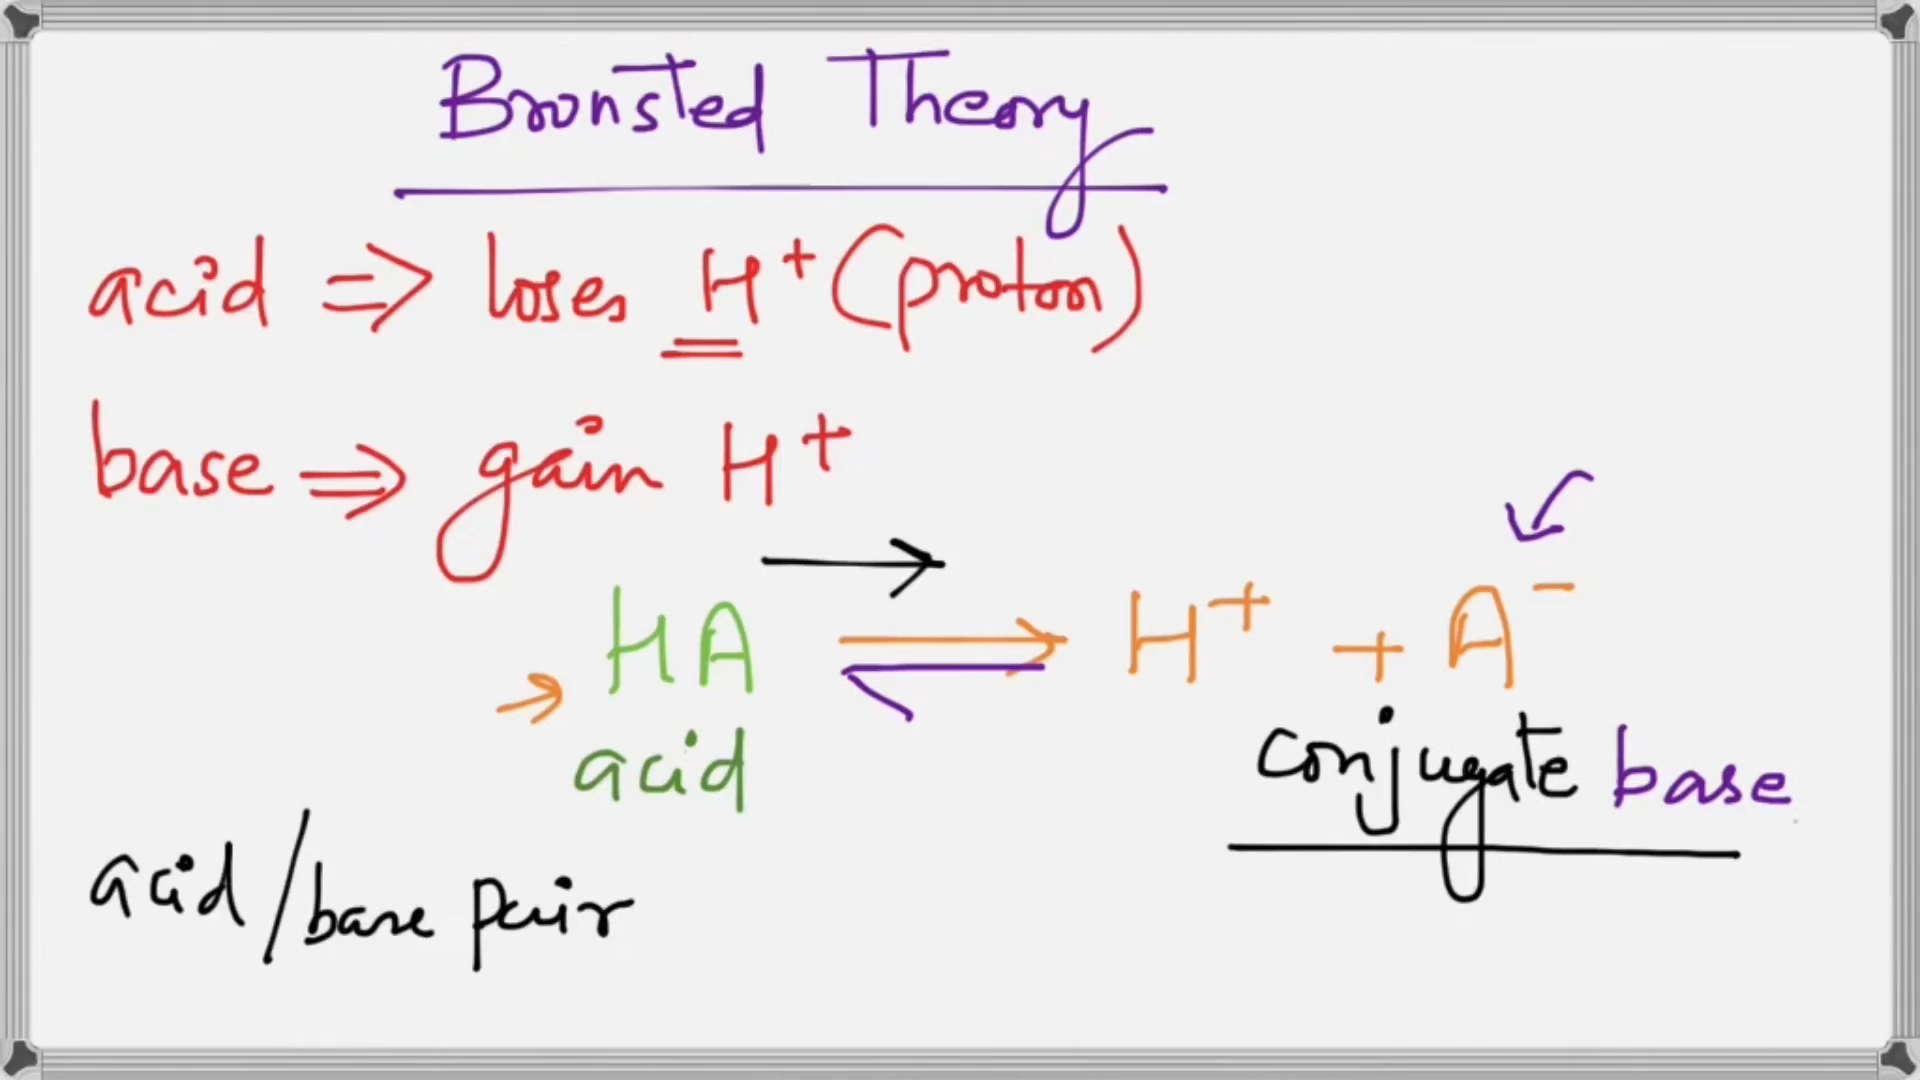 Bronsted Theory
acid ⇒ loses H⁺ (proton)
base ⇒ gain H⁺
→ HA ⇌ H⁺ + A⁻
acid
conjugate base
acid/base pair